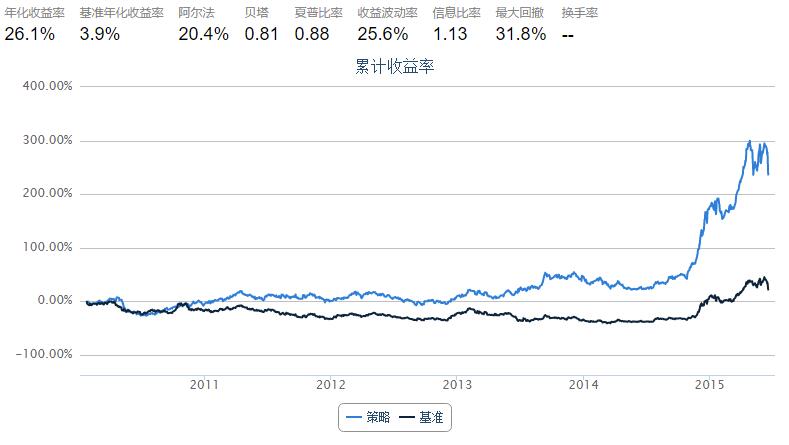 年化收益率 基准年化收益率 阿尔法 贝塔 夏普比率 收益波动率 信息比率 最大回撤 换手率
26.1% 3.9% 20.4% 0.81 0.88 25.6% 1.13 31.8% --
累计收益率
400.00%
300.00%
200.00%
100.00%
0.00%
-100.00%
2011 2012 2013 2014 2015
策略 基准